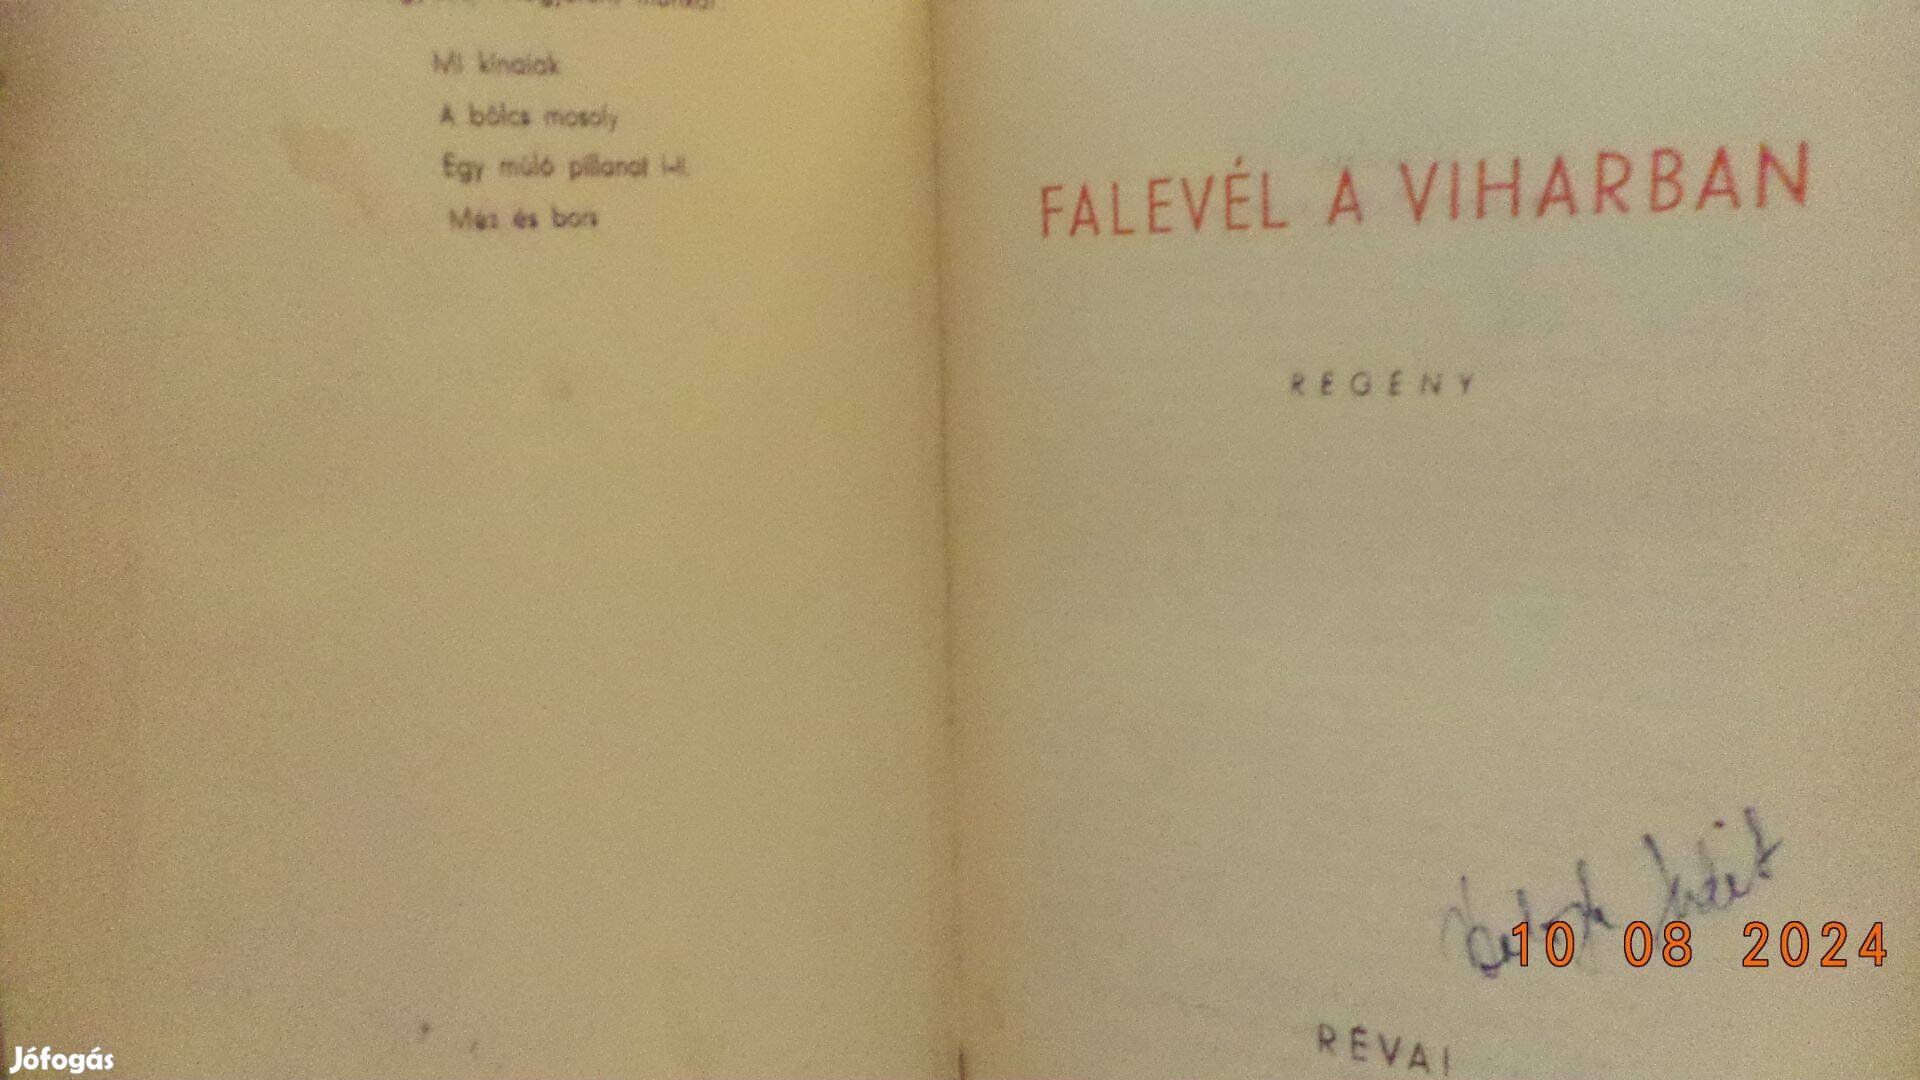 Mi kínaiak
A bölcs mosoly
Egy múló pillanat I-II.
Méz és bors
FALEVÉL A VIHARBAN
REGÉNY
10 08 2024
RÉVAI
Jófogás